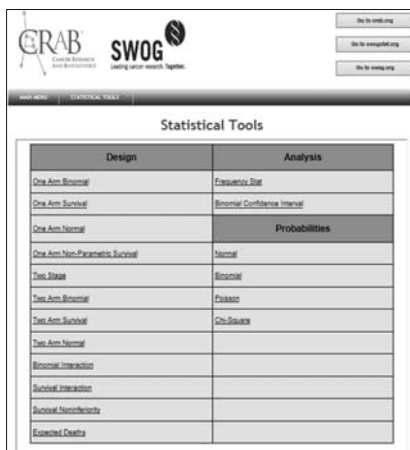 CRAB
CANCER RESEARCH
AND BIOSTATISTICS
SWOG
Leading cancer research. Together.
Go to crab.org
Go to swogstat.org
Go to swog.org
MAIN MENU STATISTICAL TOOLS
Statistical Tools
Design Analysis
One Arm Binomial Frequency Stat
One Arm Survival Binomial Confidence Interval
One Arm Normal Probabilities
One Arm Non-Parametric Survival Normal
Two Stage Binomial
Two Arm Binomial Poisson
Two Arm Survival Chi-Square
Two Arm Normal
Binomial Interaction
Survival Interaction
Survival Noninferiority
Expected Deaths